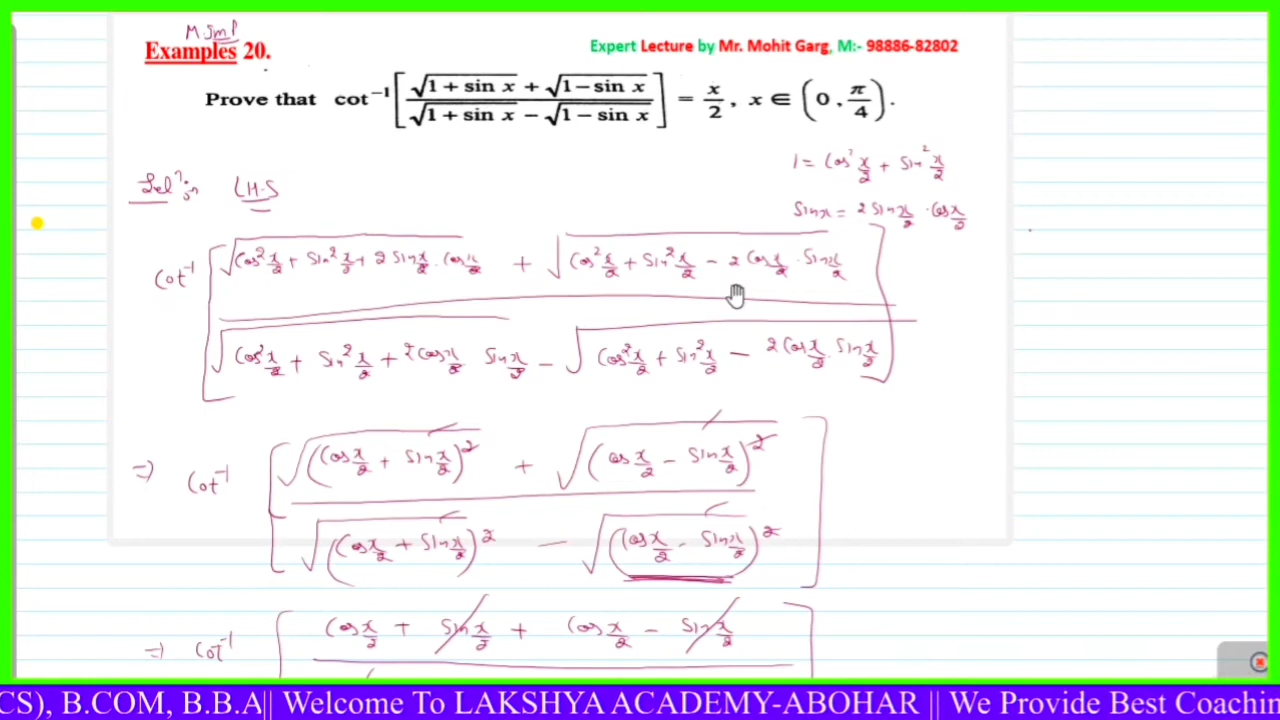 M Imp
Examples 20.
Expert Lecture by Mr. Mohit Garg, M:- 98886-82802
Prove that cot⁻¹ [ (√(1 + sin x) + √(1 − sin x)) / (√(1 + sin x) − √(1 − sin x)) ] = x/2, x ∈ (0, π/4).
1 = Cos² x/2 + Sin² x/2
Solⁿ: L.H.S
Sin x = 2 Sin x/2 · Cos x/2
Cot⁻¹ [ √(Cos² x/2 + Sin² x/2 + 2 Sin x/2 · Cos x/2) + √(Cos² x/2 + Sin² x/2 − 2 Cos x/2 · Sin x/2)
√(Cos² x/2 + Sin² x/2 + 2 Cos x/2 · Sin x/2) − √(Cos² x/2 + Sin² x/2 − 2 Cos x/2 · Sin x/2) ]
⇒ Cot⁻¹ [ √(Cos x/2 + Sin x/2)² + √(Cos x/2 − Sin x/2)²
√(Cos x/2 + Sin x/2)² − √(Cos x/2 − Sin x/2)² ]
⇒ Cot⁻¹ [ Cos x/2 + Sin x/2 + Cos x/2 − Sin x/2
CS), B.COM, B.B.A|| Welcome To LAKSHYA ACADEMY-ABOHAR || We Provide Best Coachin